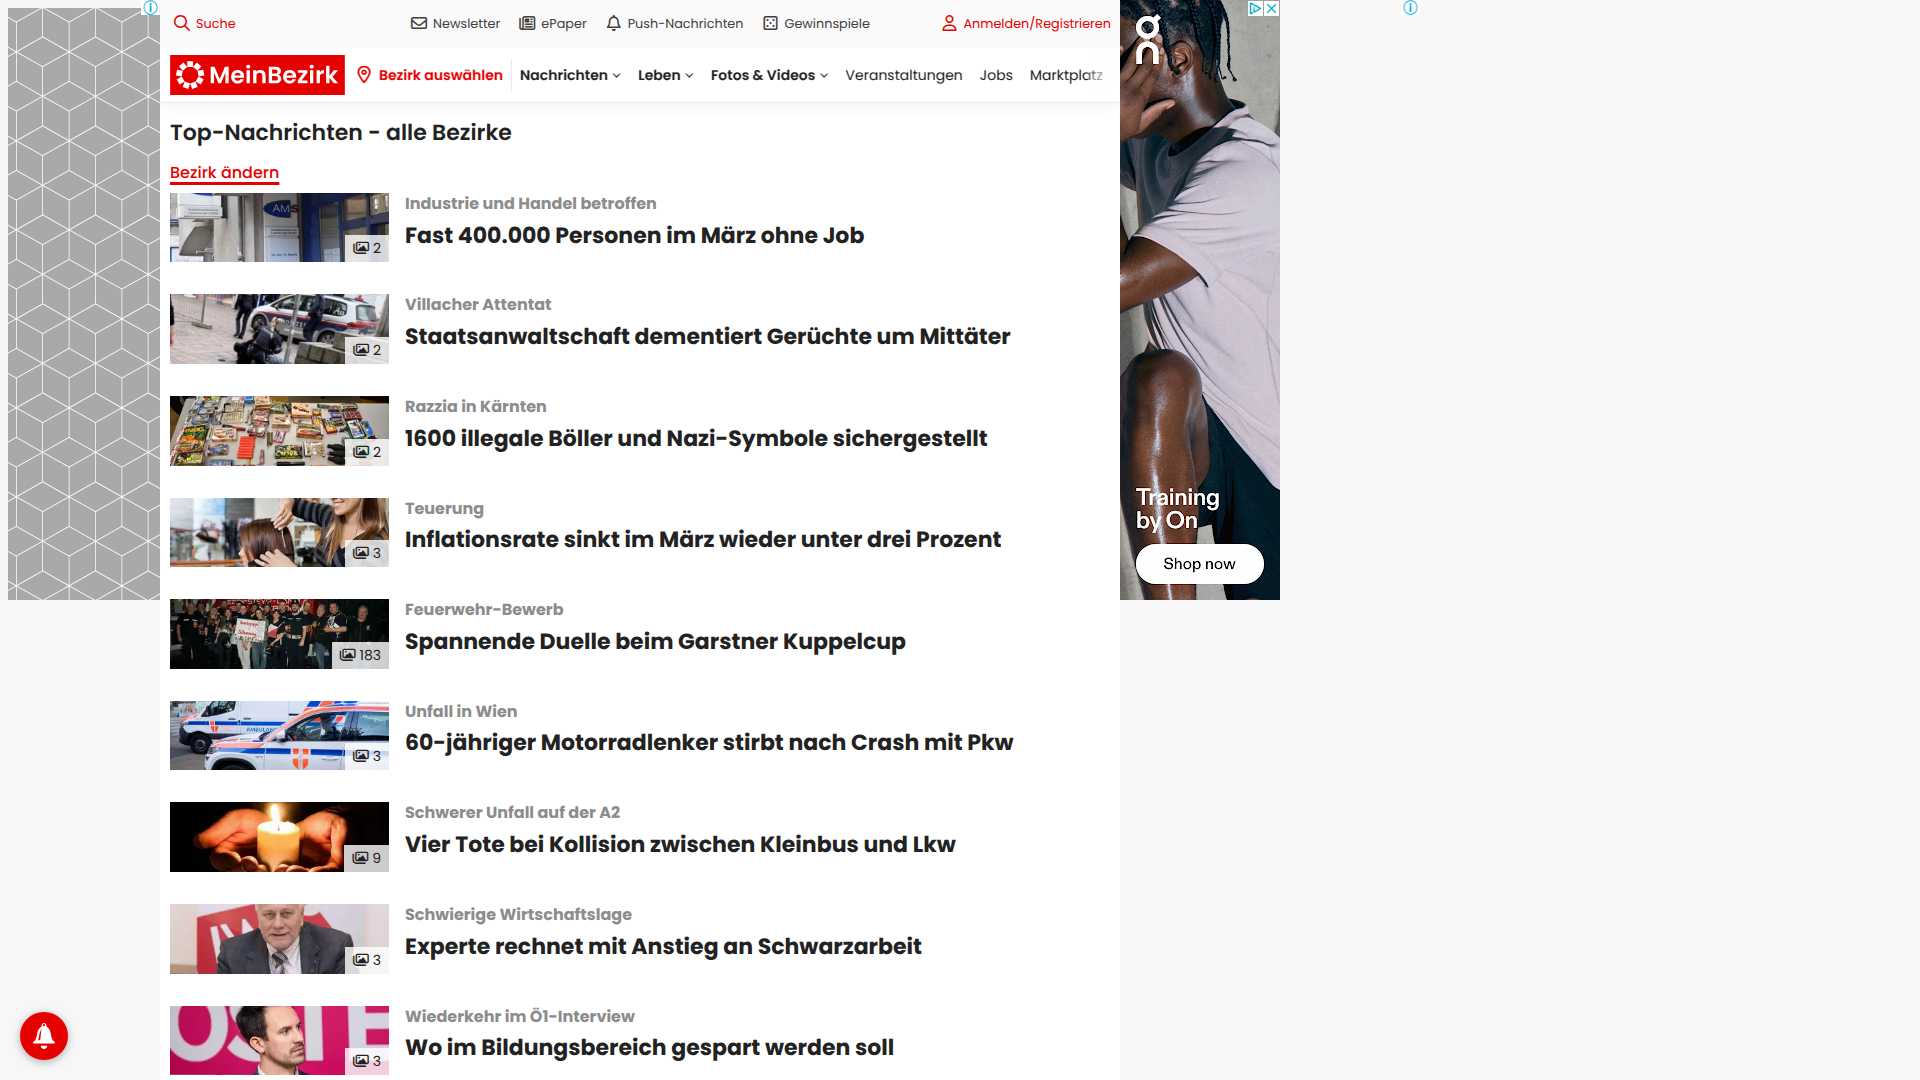 Suche
Newsletter
ePaper
Push-Nachrichten
Gewinnspiele
Anmelden/Registrieren
MeinBezirk
Bezirk auswählen
Nachrichten
Leben
Fotos & Videos
Veranstaltungen
Jobs
Marktplatz
Top-Nachrichten - alle Bezirke
Bezirk ändern
AMS
2
Industrie und Handel betroffen
Fast 400.000 Personen im März ohne Job
2
Villacher Attentat
Staatsanwaltschaft dementiert Gerüchte um Mittäter
2
Razzia in Kärnten
1600 illegale Böller und Nazi-Symbole sichergestellt
3
Teuerung
Inflationsrate sinkt im März wieder unter drei Prozent
183
Feuerwehr-Bewerb
Spannende Duelle beim Garstner Kuppelcup
3
Unfall in Wien
60-jähriger Motorradlenker stirbt nach Crash mit Pkw
9
Schwerer Unfall auf der A2
Vier Tote bei Kollision zwischen Kleinbus und Lkw
3
Schwierige Wirtschaftslage
Experte rechnet mit Anstieg an Schwarzarbeit
3
Wiederkehr im Ö1-Interview
Wo im Bildungsbereich gespart werden soll
Training
by On
Shop now